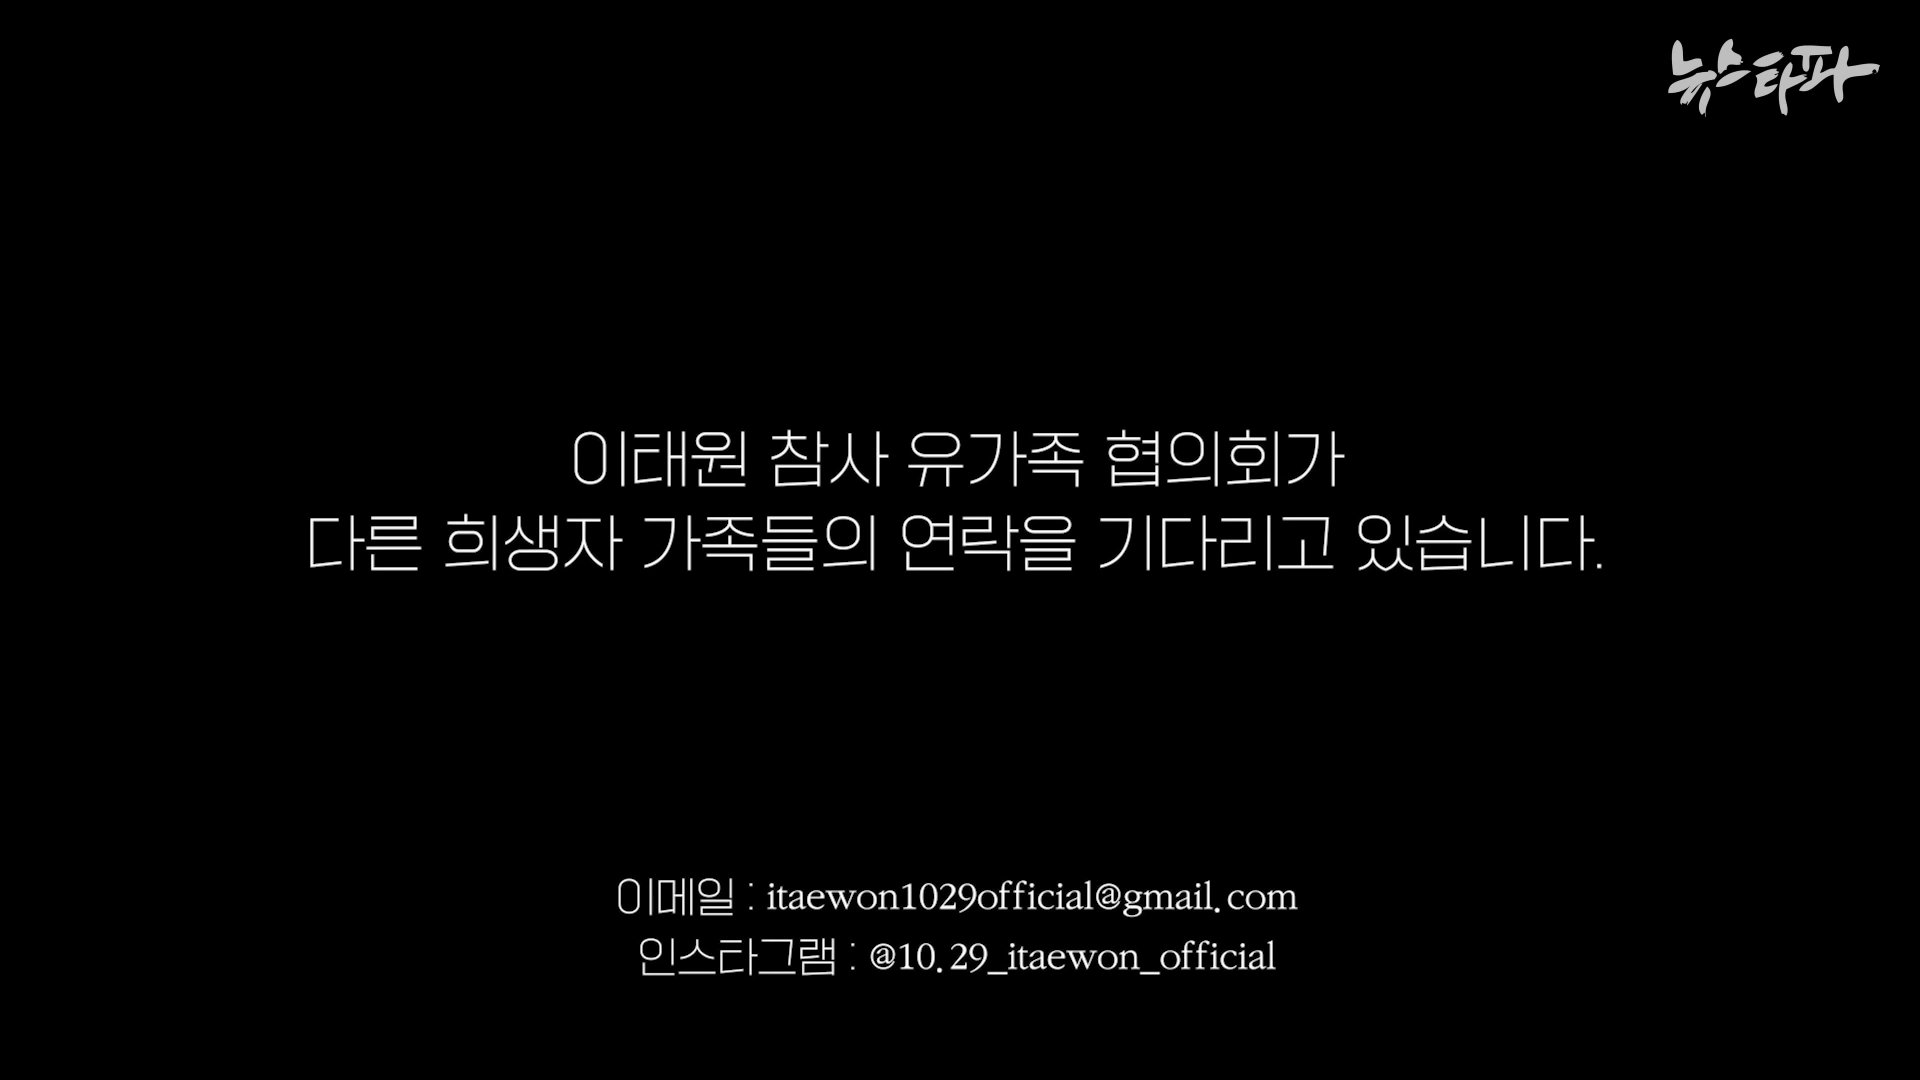 뉴스타파
이태원 참사 유가족 협의회가
다른 희생자 가족들의 연락을 기다리고 있습니다.
이메일 : itaewon1029official@gmail.com
인스타그램 : @10.29_itaewon_official